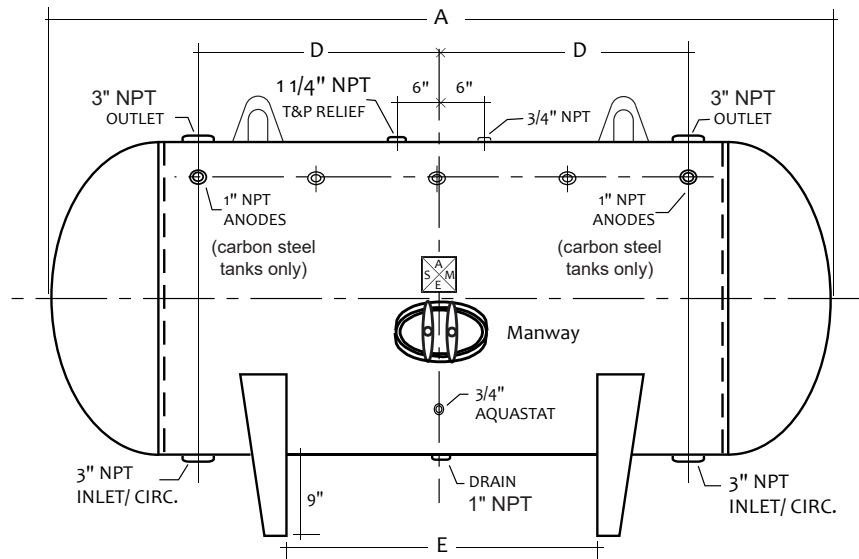 A
D
D
6"
6"
3" NPT
OUTLET
1 1/4" NPT
T&P RELIEF
3/4" NPT
3" NPT
OUTLET
1" NPT
ANODES
(carbon steel
tanks only)
1" NPT
ANODES
(carbon steel
tanks only)
A
S M
E
Manway
3/4"
AQUASTAT
3" NPT
INLET/ CIRC.
9"
DRAIN
1" NPT
3" NPT
INLET/ CIRC.
E